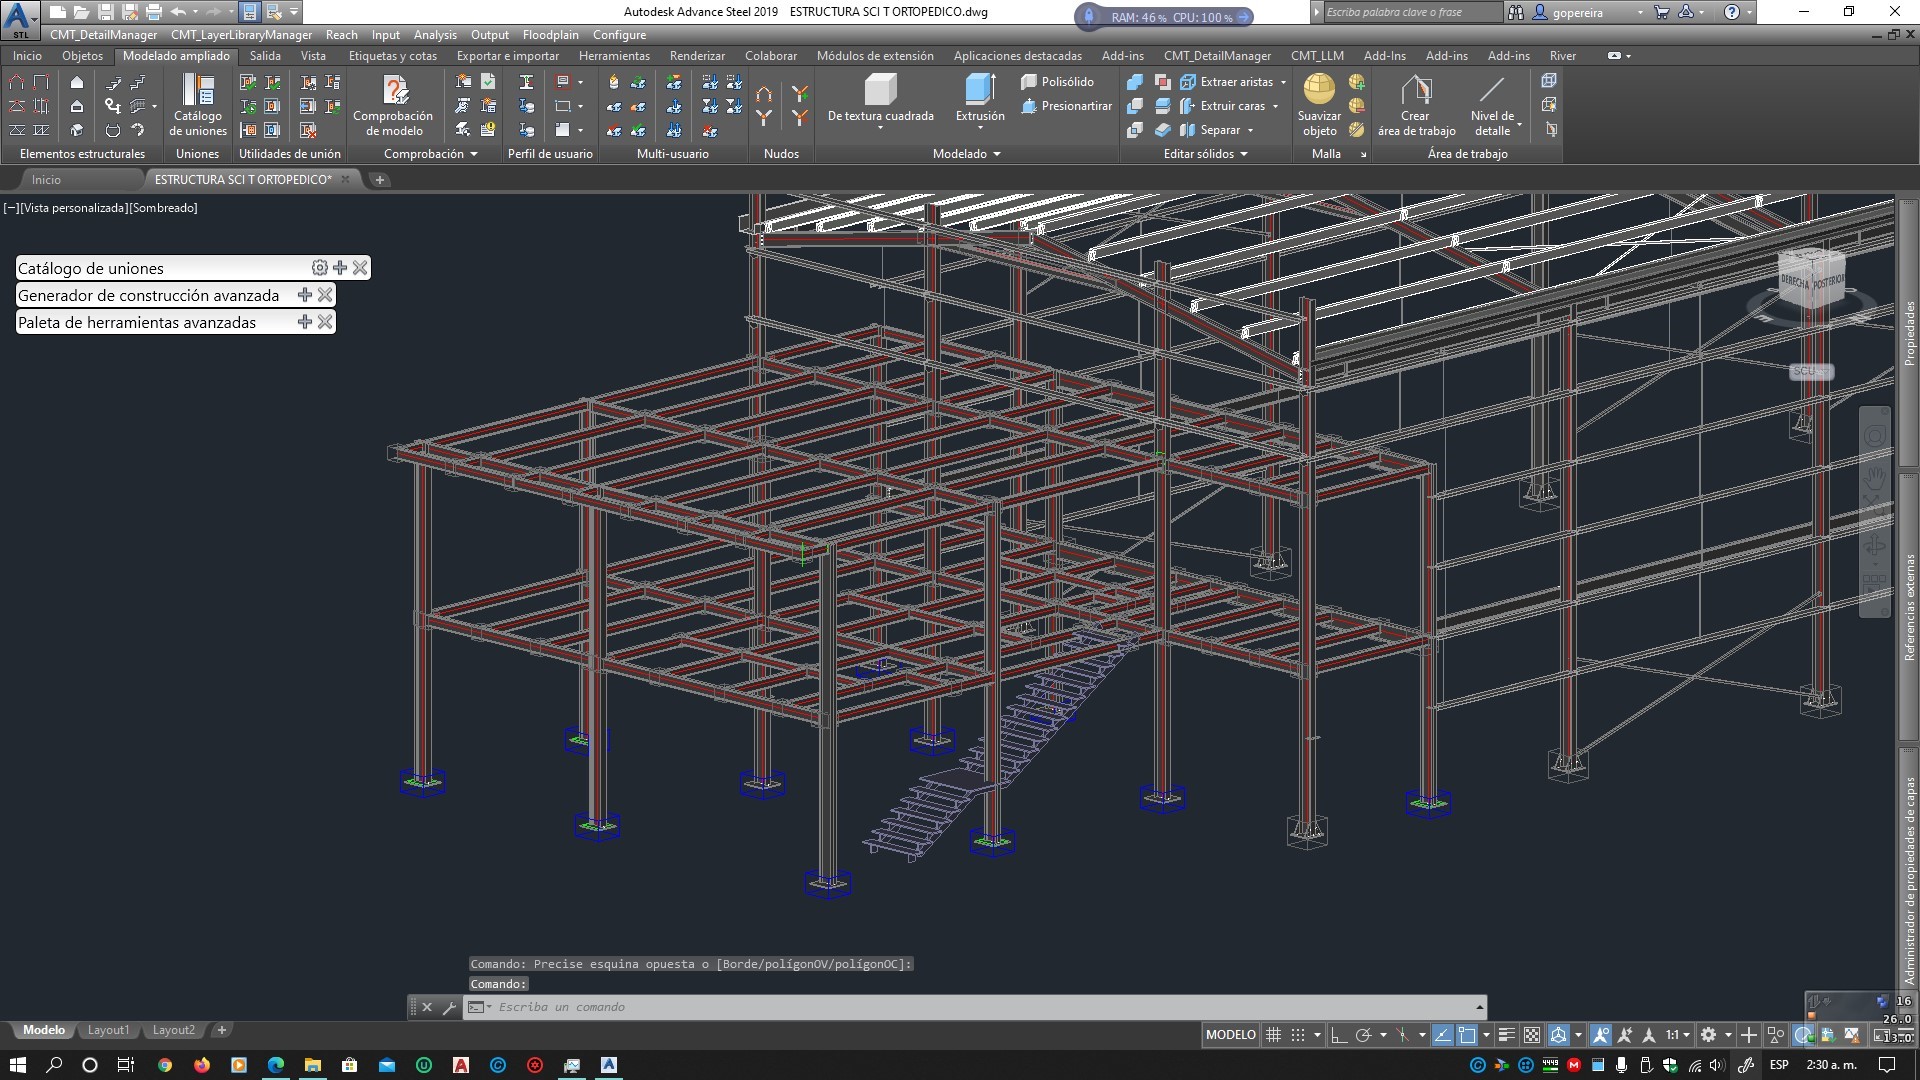 Autodesk Advance Steel 2019 ESTRUCTURA SCI T ORTOPEDICO.dwg
RAM: 46% CPU: 100%
Escriba palabra clave o frase
gopereira
STL
CMT_DetailManager CMT_LayerLibraryManager Reach Input Analysis Output Floodplain Configure
Inicio Objetos Modelado ampliado Salida Vista Etiquetas y cotas Exportar e importar Herramientas Renderizar Colaborar Módulos de extensión Aplicaciones destacadas Add-ins CMT_DetailManager CMT_LLM Add-Ins Add-ins Add-ins River
Catálogo de uniones
Comprobación de modelo
De textura cuadrada
Extrusión
Polisólido
Presionartirar
Extraer aristas
Extruir caras
Separar
Suavizar objeto
Crear área de trabajo
Nivel de detalle
Elementos estructurales Uniones Utilidades de unión Comprobación Perfil de usuario Multi-usuario Nudos Modelado Editar sólidos Malla Área de trabajo
Inicio ESTRUCTURA SCI T ORTOPEDICO*
[−][Vista personalizada][Sombreado]
Catálogo de uniones
Generador de construcción avanzada
Paleta de herramientas avanzadas
DERECHA POSTERIOR
SCU
Propiedades
Referencias externas
Administrador de propiedades de capas
Comando: Precise esquina opuesta o [Borde/polígonOV/polígonOC]:
Comando:
Escriba un comando
16
26.0
13.0
Modelo Layout1 Layout2 +
MODELO 1:1
ESP 2:30 a. m.